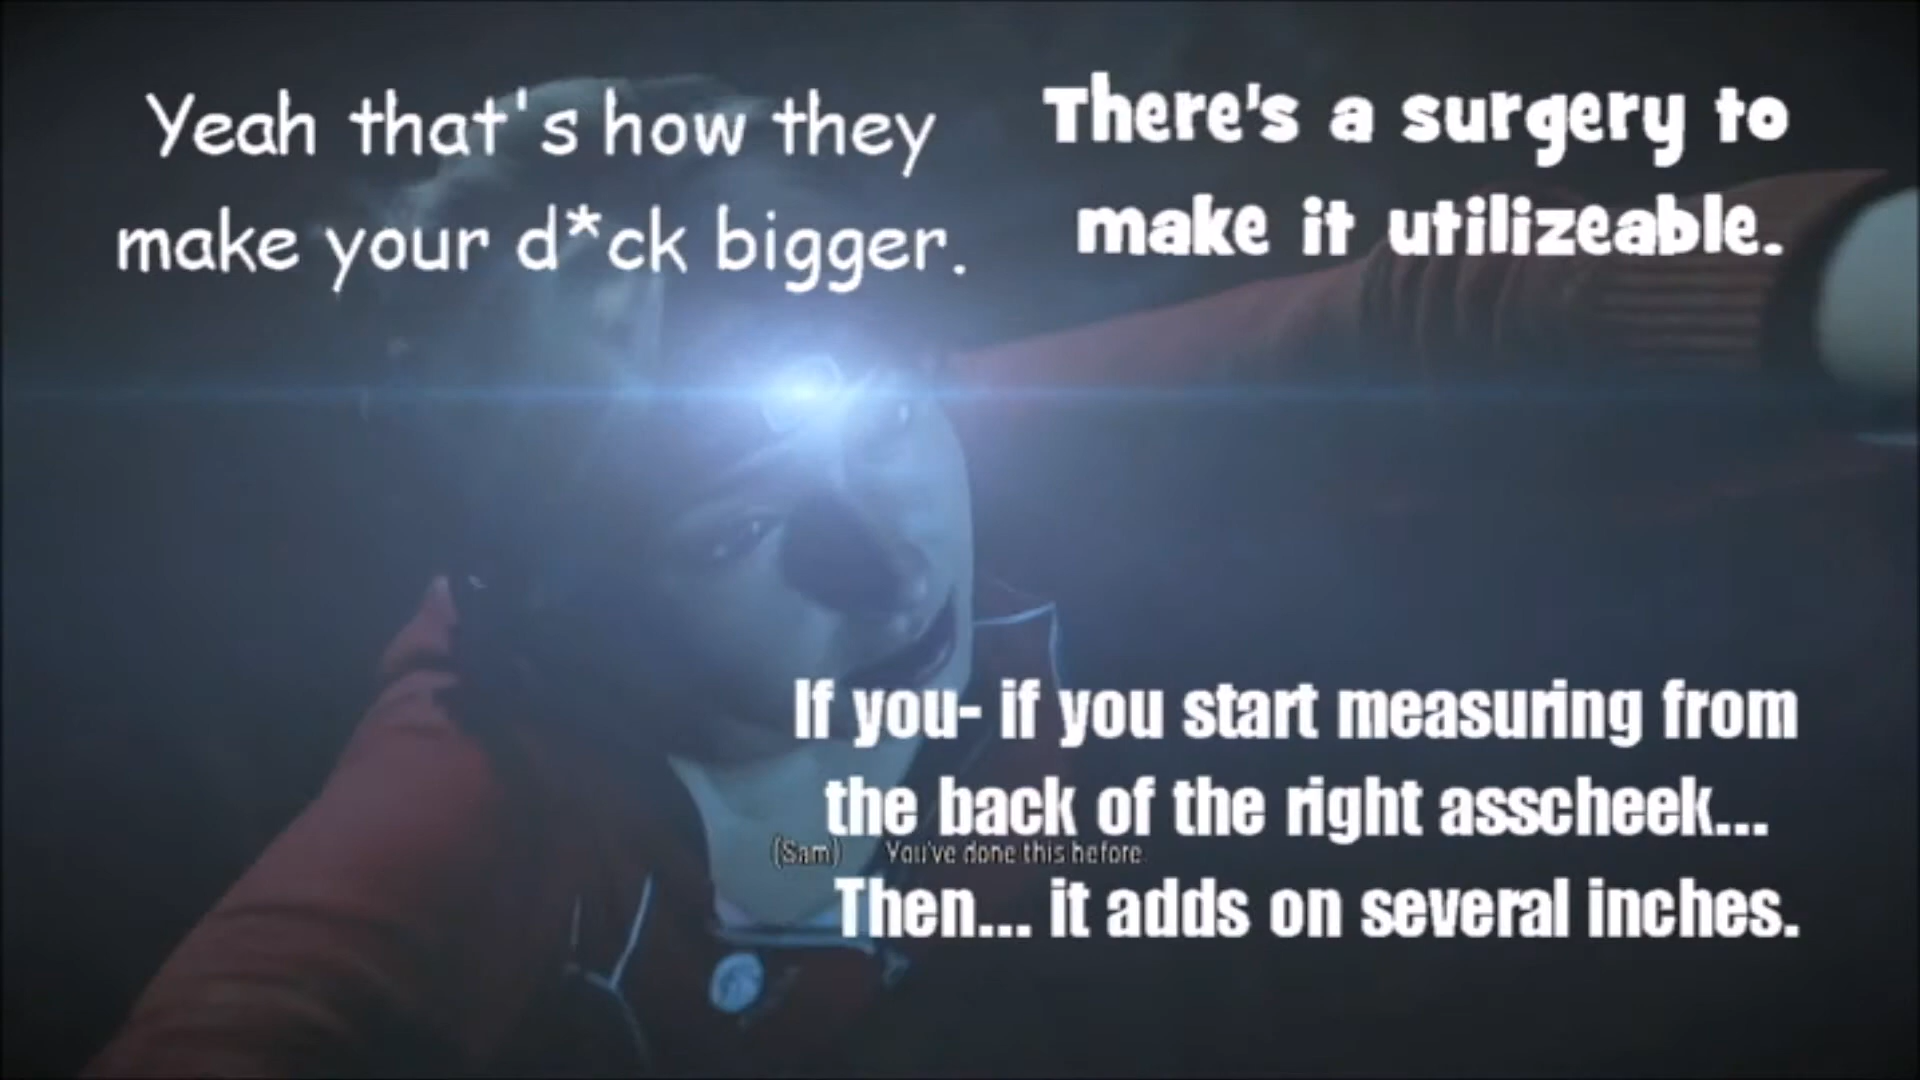 Yeah that's how they
make your d*ck bigger.
There's a surgery to
make it utilizeable.
If you- if you start measuring from
the back of the right asscheek...
(Sam) You've done this before.
Then... it adds on several inches.